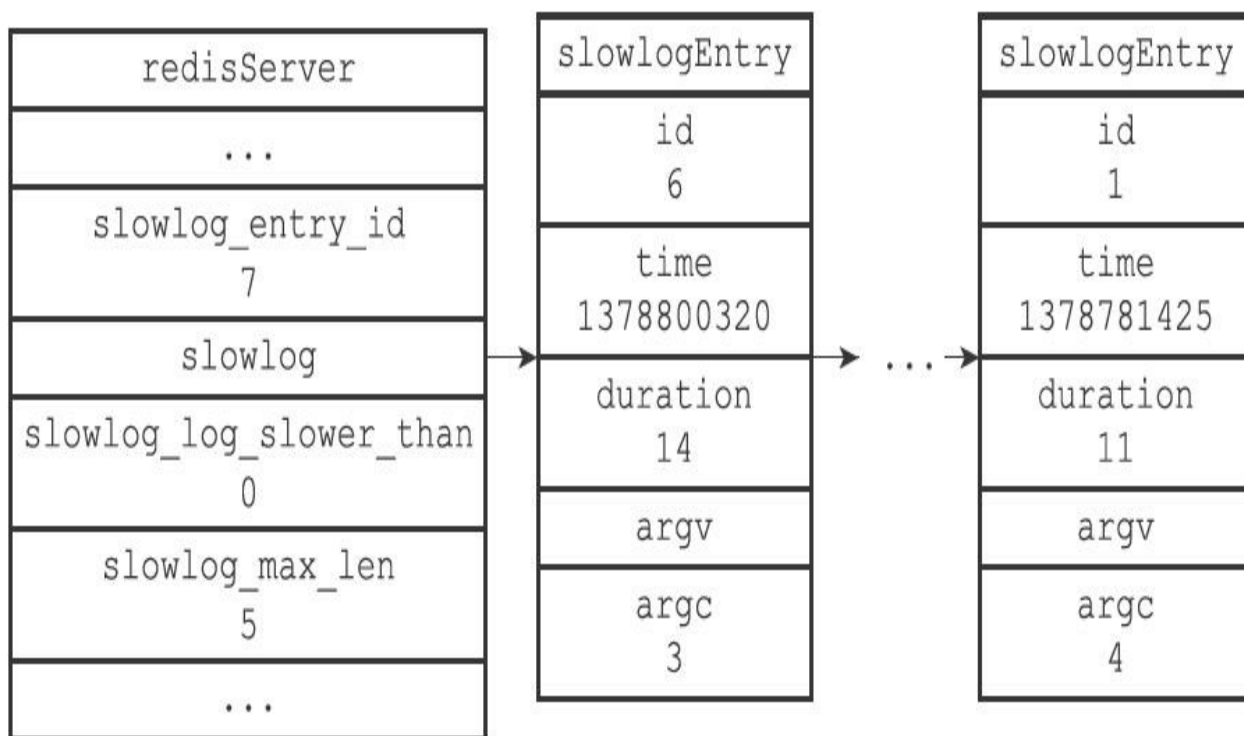 redisServer
...
slowlog_entry_id
7
slowlog
slowlog_log_slower_than
0
slowlog_max_len
5
...
slowlogEntry
id
6
time
1378800320
duration
14
argv
argc
3
...
slowlogEntry
id
1
time
1378781425
duration
11
argv
argc
4